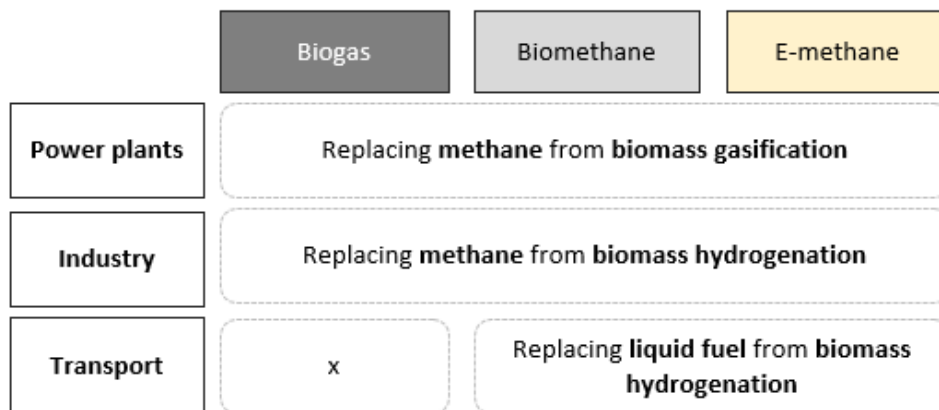 Biogas
Biomethane
E-methane
Power plants
Replacing methane from biomass gasification
Industry
Replacing methane from biomass hydrogenation
Transport
x
Replacing liquid fuel from biomass
hydrogenation